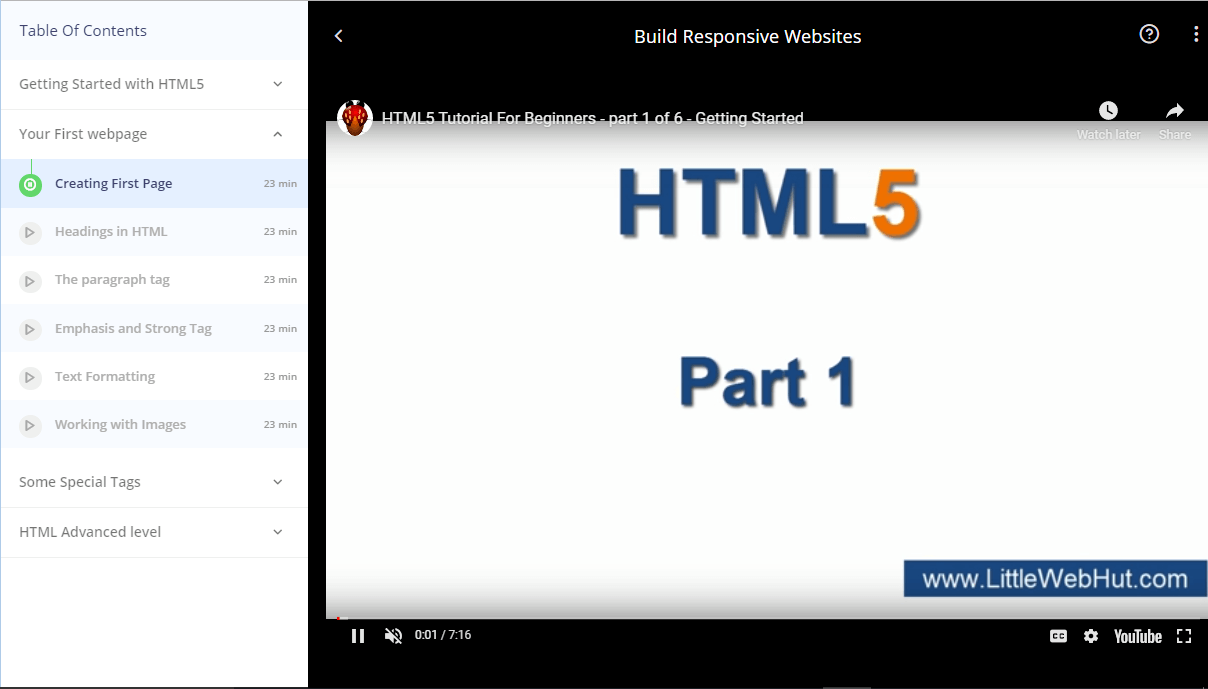 Table Of Contents
Getting Started with HTML5
Your First webpage
Creating First Page 23 min
Headings in HTML 23 min
The paragraph tag 23 min
Emphasis and Strong Tag 23 min
Text Formatting 23 min
Working with Images 23 min
Some Special Tags
HTML Advanced level
Build Responsive Websites
HTML5 Tutorial For Beginners - part 1 of 6 - Getting Started
Watch later Share
HTML5
Part 1
www.LittleWebHut.com
0:01 / 7:16
CC
YouTube